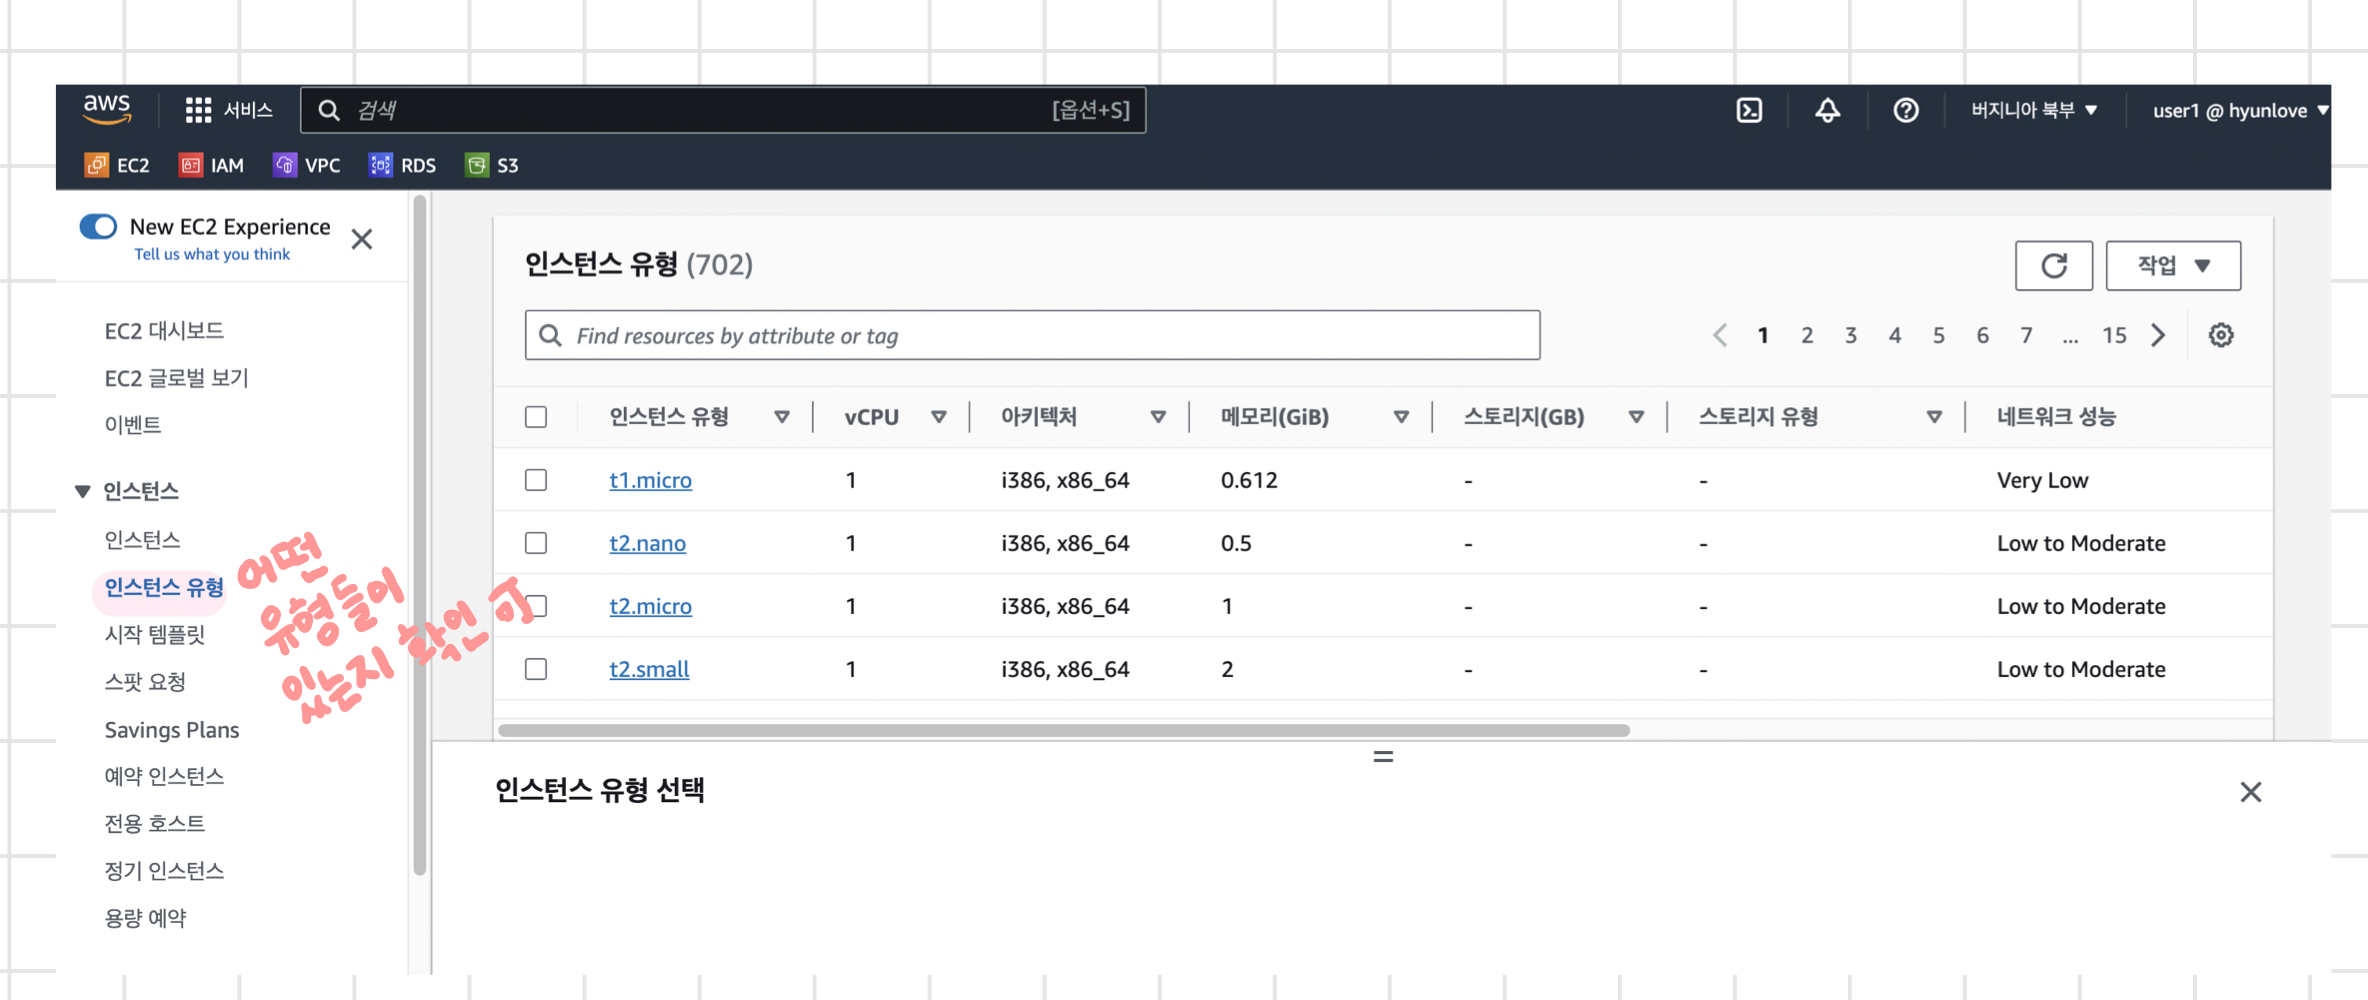 aws 서비스 검색 [옵션+S] 버지니아 북부 ▼ user1 @ hyunlove ▼
EC2 IAM VPC RDS S3
New EC2 Experience
Tell us what you think
EC2 대시보드
EC2 글로벌 보기
이벤트
▼ 인스턴스
인스턴스
인스턴스 유형
시작 템플릿
스팟 요청
Savings Plans
예약 인스턴스
전용 호스트
정기 인스턴스
용량 예약
어떤
유형들이
있는지 확인 가
인스턴스 유형 (702)
작업 ▼
Find resources by attribute or tag
1 2 3 4 5 6 7 ... 15
인스턴스 유형 vCPU 아키텍처 메모리(GiB) 스토리지(GB) 스토리지 유형 네트워크 성능
t1.micro 1 i386, x86_64 0.612 - - Very Low
t2.nano 1 i386, x86_64 0.5 - - Low to Moderate
t2.micro 1 i386, x86_64 1 - - Low to Moderate
t2.small 1 i386, x86_64 2 - - Low to Moderate
인스턴스 유형 선택